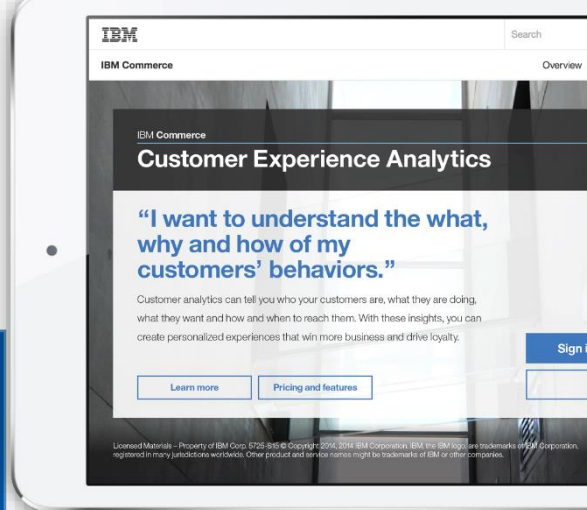 IBM
Search
IBM Commerce
Overview
IBM Commerce
Customer Experience Analytics
“I want to understand the what,
why and how of my
customers’ behaviors.”
Customer analytics can tell you who your customers are, what they are doing,
what they want and how and when to reach them. With these insights, you can
create personalized experiences that win more business and drive loyalty.
Sign
Learn more
Pricing and features
Licensed Materials – Property of IBM Corp. 5725-S15 © Copyright 2014, 2014 IBM Corporation. IBM, the IBM logo, are trademarks of IBM Corporation,
registered in many jurisdictions worldwide. Other product and service names might be trademarks of IBM or other companies.